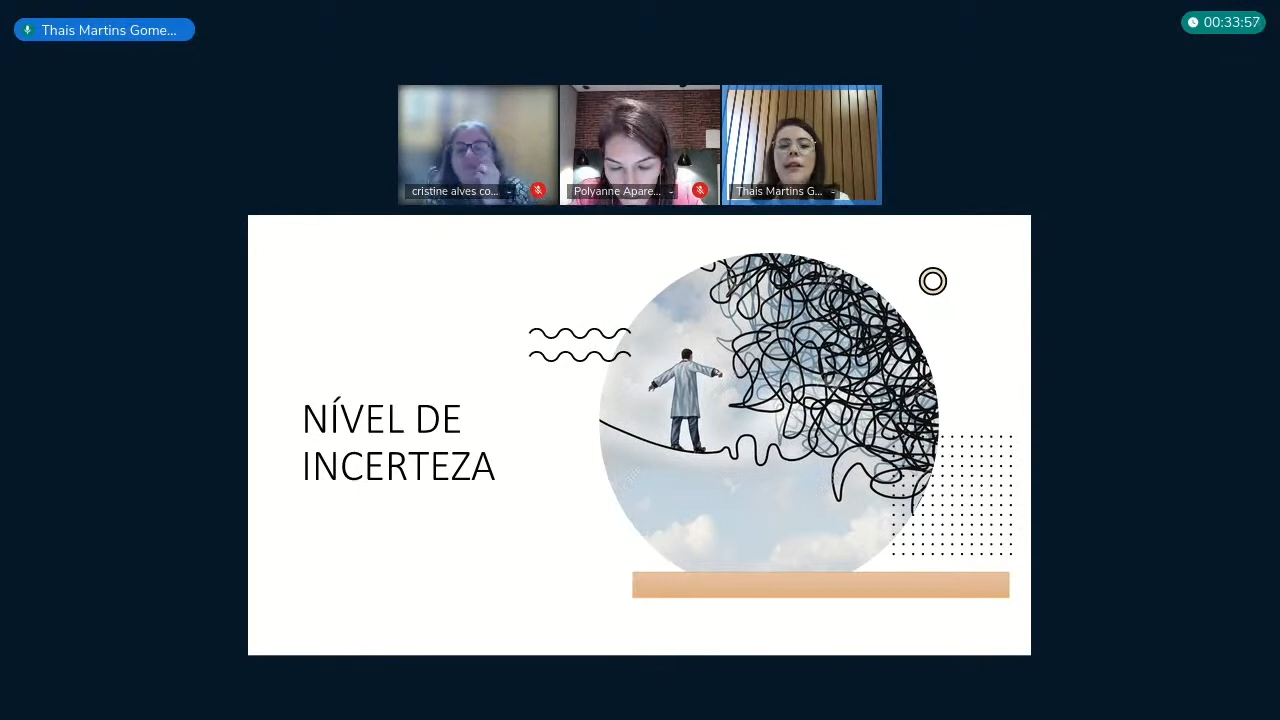 Thais Martins Gome...
00:33:57
cristine alves co...
Polyanne Apare...
Thais Martins G...
NÍVEL DE
INCERTEZA